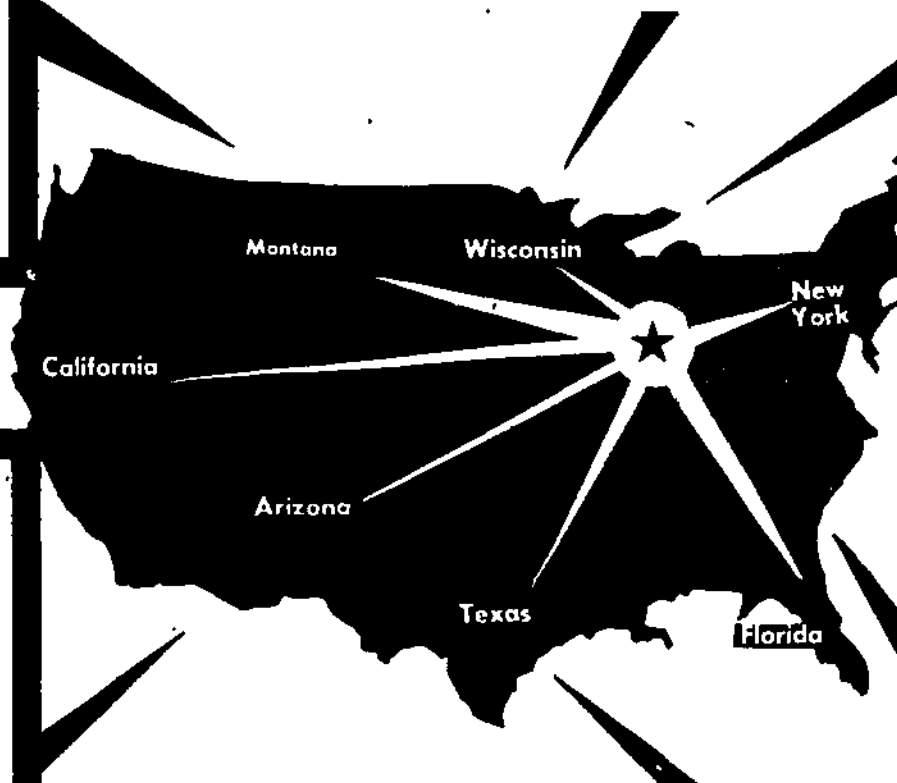 Montana
Wisconsin
New
York
California
Arizona
Texas
Florida